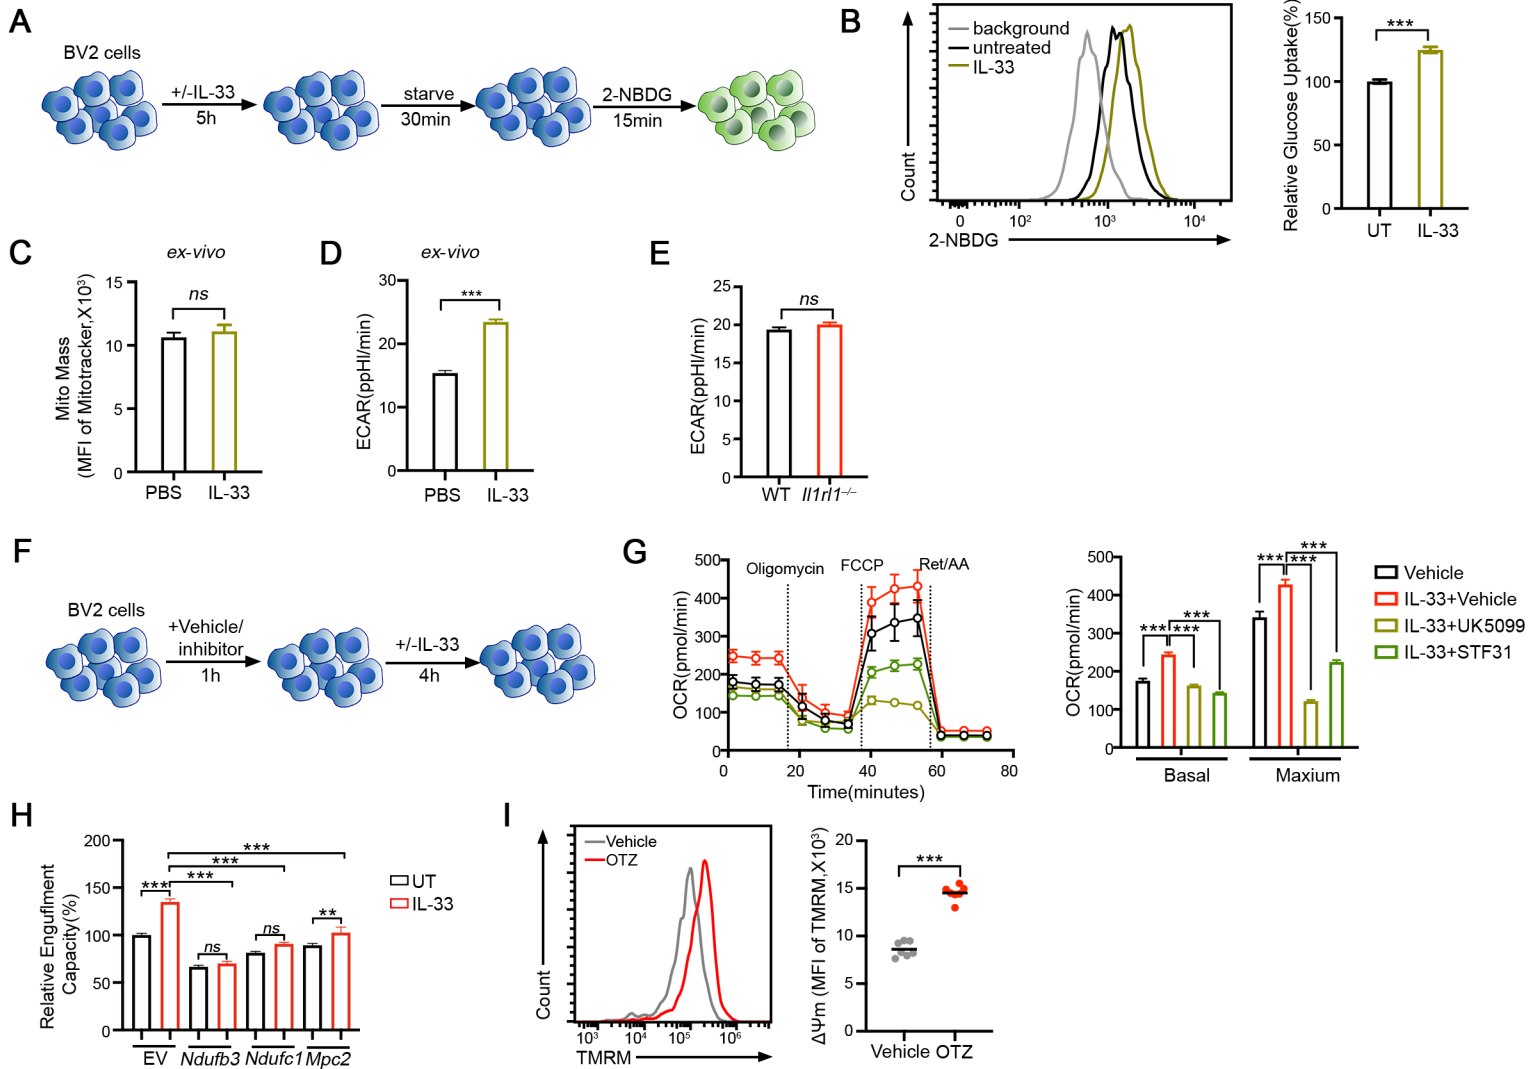 A
BV2 cells
+/-IL-33
5h
starve
30min
2-NBDG
15min
B
background
untreated
IL-33
Count
0 10² 10³ 10⁴
2-NBDG
Relative Glucose Uptake(%)
150
100
50
0
***
UT IL-33
C
ex-vivo
Mito Mass
(MFI of Mitotracker,X10³)
15
10
5
0
ns
PBS IL-33
D
ex-vivo
ECAR(ppHl/min)
30
20
10
0
***
PBS IL-33
E
ECAR(ppHl/min)
25
20
15
10
5
0
ns
WT Il1rl1⁻/⁻
F
BV2 cells
+Vehicle/
inhibitor
1h
+/-IL-33
4h
G
OCR(pmol/min)
500
400
300
200
100
0
Oligomycin FCCP Ret/AA
0 20 40 60 80
Time(minutes)
OCR(pmol/min)
500
400
300
200
100
0
*** *** ***
*** *** ***
Basal Maxium
Vehicle
IL-33+Vehicle
IL-33+UK5099
IL-33+STF31
H
Relative Enguflment
Capacity(%)
200
150
100
50
0
***
***
***
***
ns
ns
**
EV Ndufb3 Ndufc1 Mpc2
UT
IL-33
I
Vehicle
OTZ
Count
10³ 10⁴ 10⁵ 10⁶
TMRM
ΔΨm (MFI of TMRM,X10³)
20
15
10
5
0
***
Vehicle OTZ